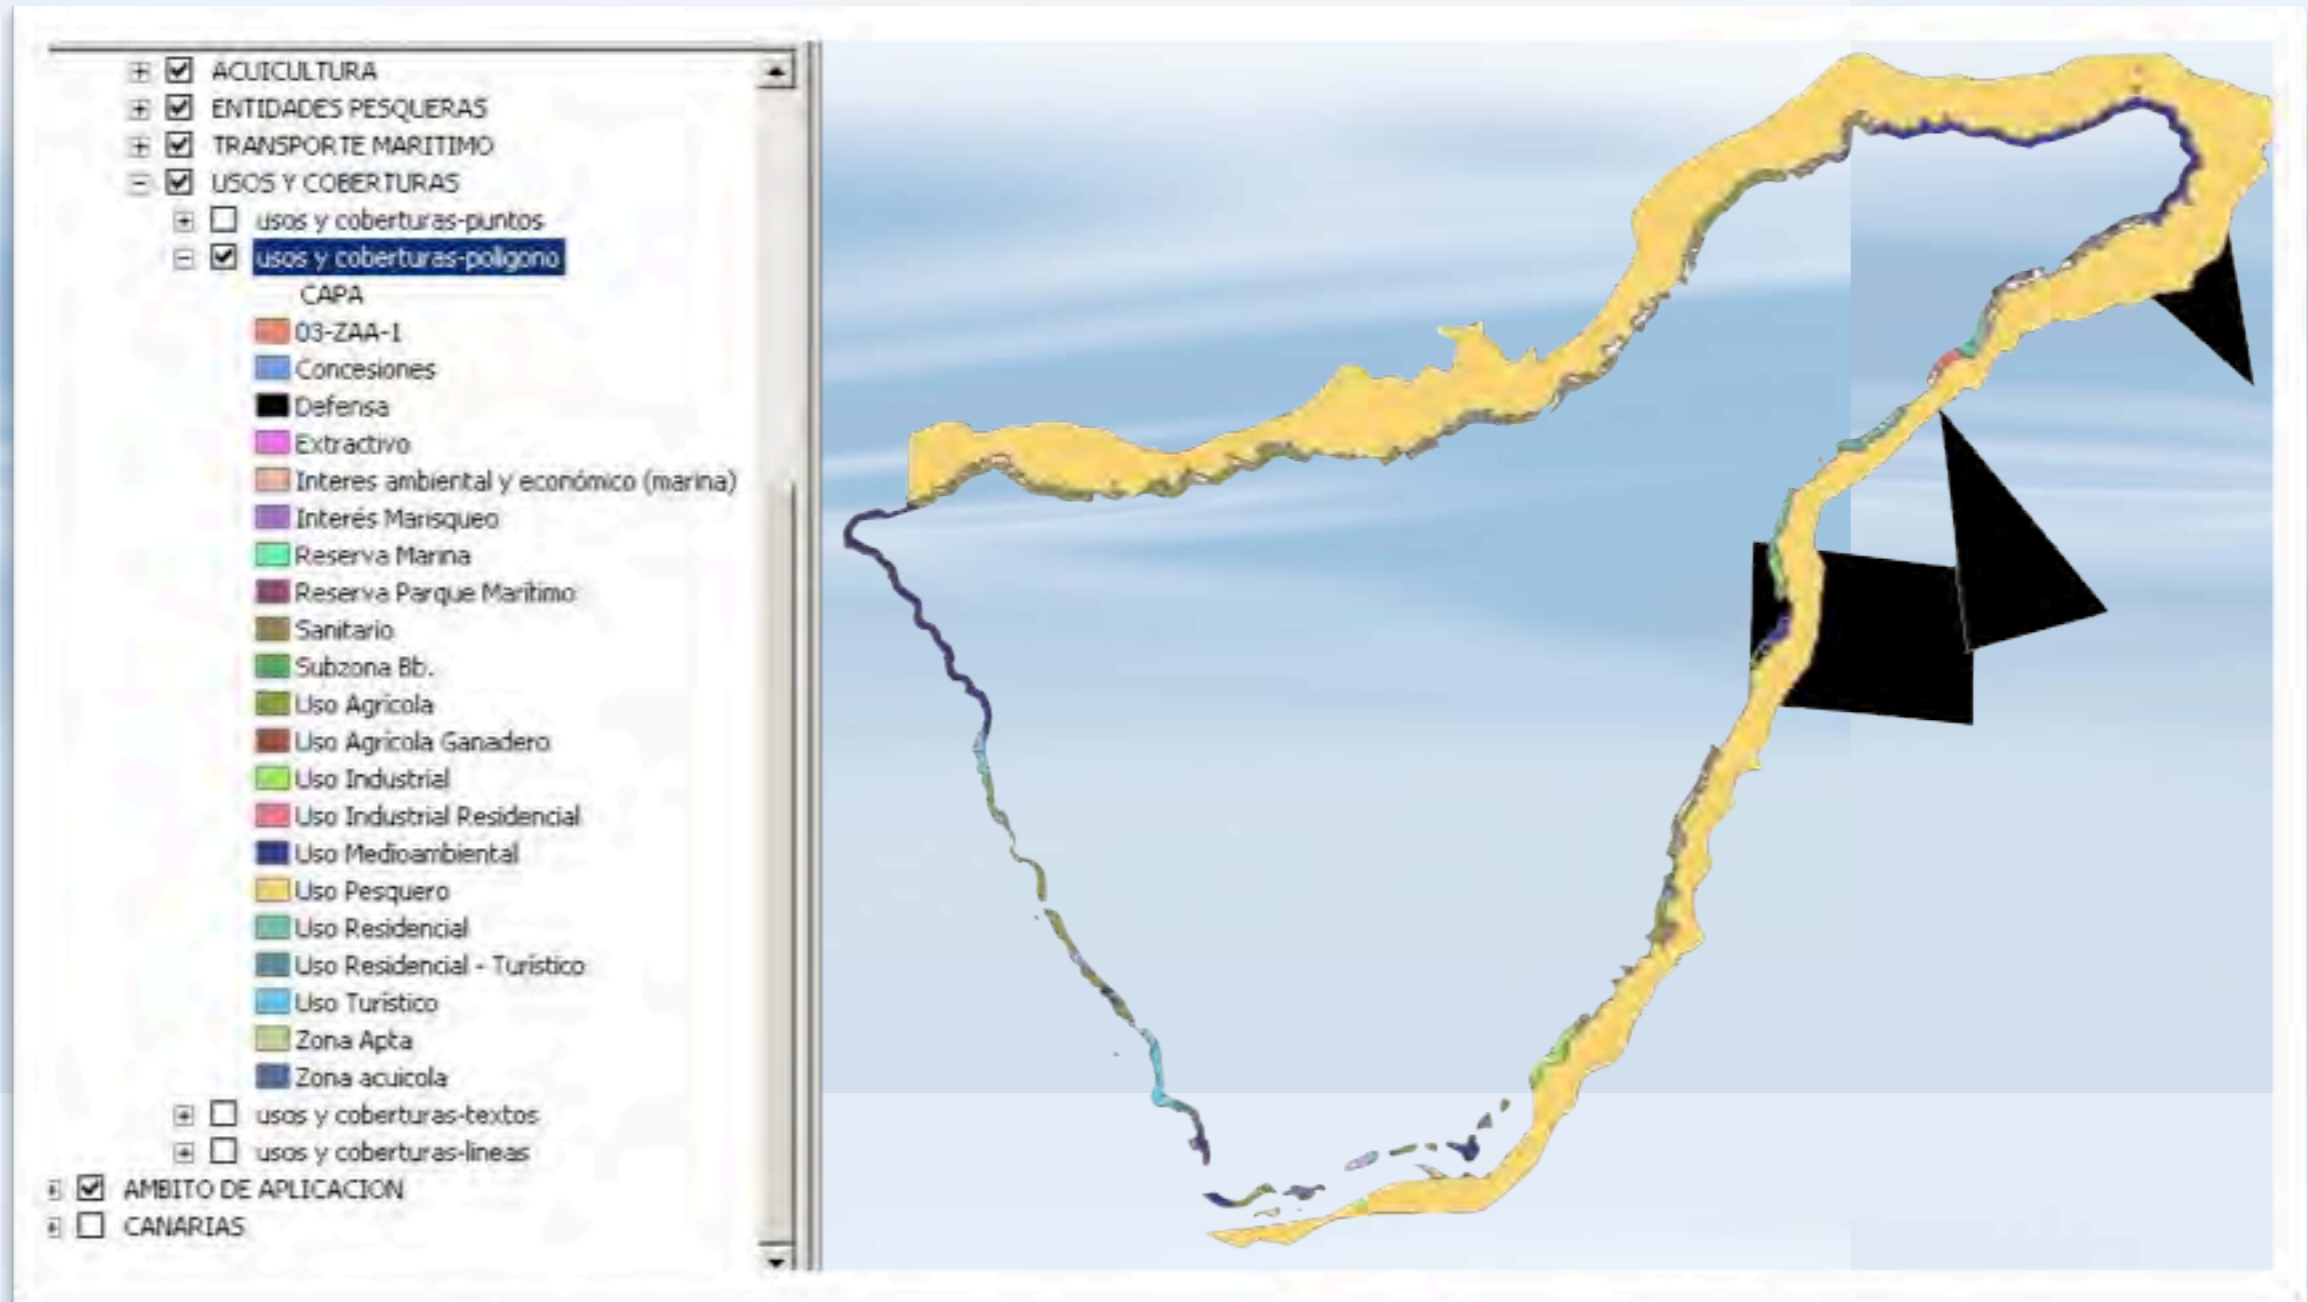 ACUICULTURA
ENTIDADES PESQUERAS
TRANSPORTE MARITIMO
USOS Y COBERTURAS
usos y coberturas-puntos
usos y coberturas-poligono
CAPA
03-ZAA-1
Concesiones
Defensa
Extractivo
Interes ambiental y económico (marina)
Interés Marisqueo
Reserva Marina
Reserva Parque Marítimo
Sanitario
Subzona Bb.
Uso Agrícola
Uso Agrícola Ganadero
Uso Industrial
Uso Industrial Residencial
Uso Medioambiental
Uso Pesquero
Uso Residencial
Uso Residencial - Turístico
Uso Turístico
Zona Apta
Zona acuicola
usos y coberturas-textos
usos y coberturas-lineas
AMBITO DE APLICACION
CANARIAS